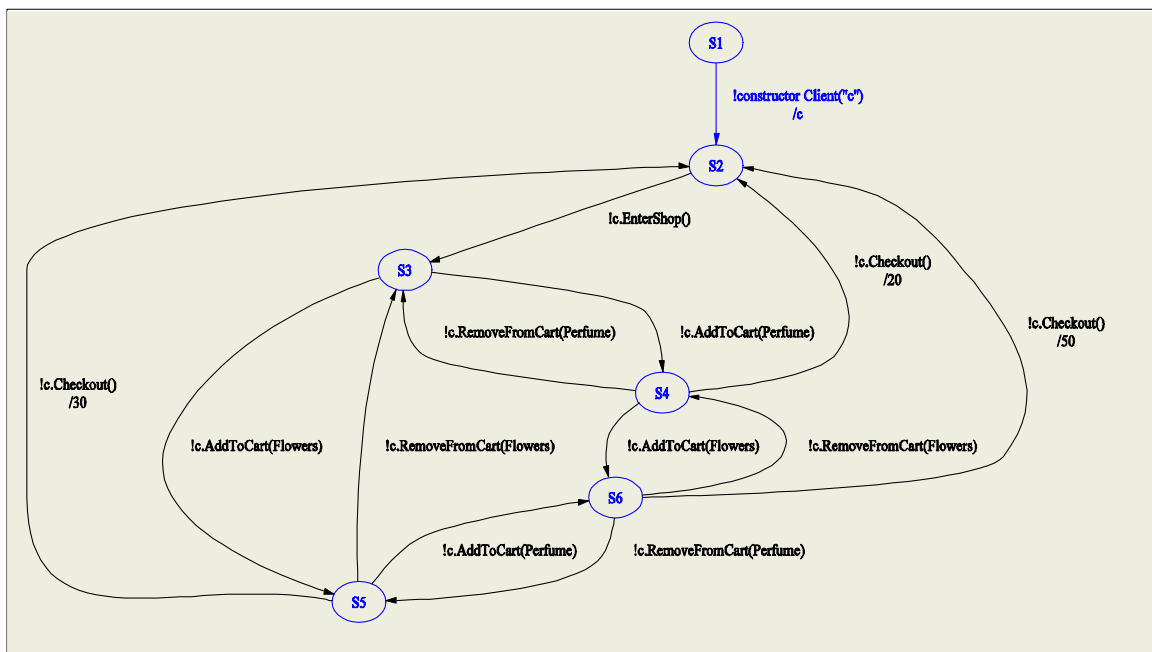 S1
!constructor Client("c")
/c
S2
!c.EnterShop()
S3
!c.Checkout()
/20
!c.RemoveFromCart(Perfume)
!c.AddToCart(Perfume)
!c.Checkout()
/50
!c.Checkout()
/30
S4
!c.AddToCart(Flowers)
!c.RemoveFromCart(Flowers)
!c.AddToCart(Flowers)
!c.RemoveFromCart(Flowers)
S6
!c.AddToCart(Perfume)
!c.RemoveFromCart(Perfume)
S5